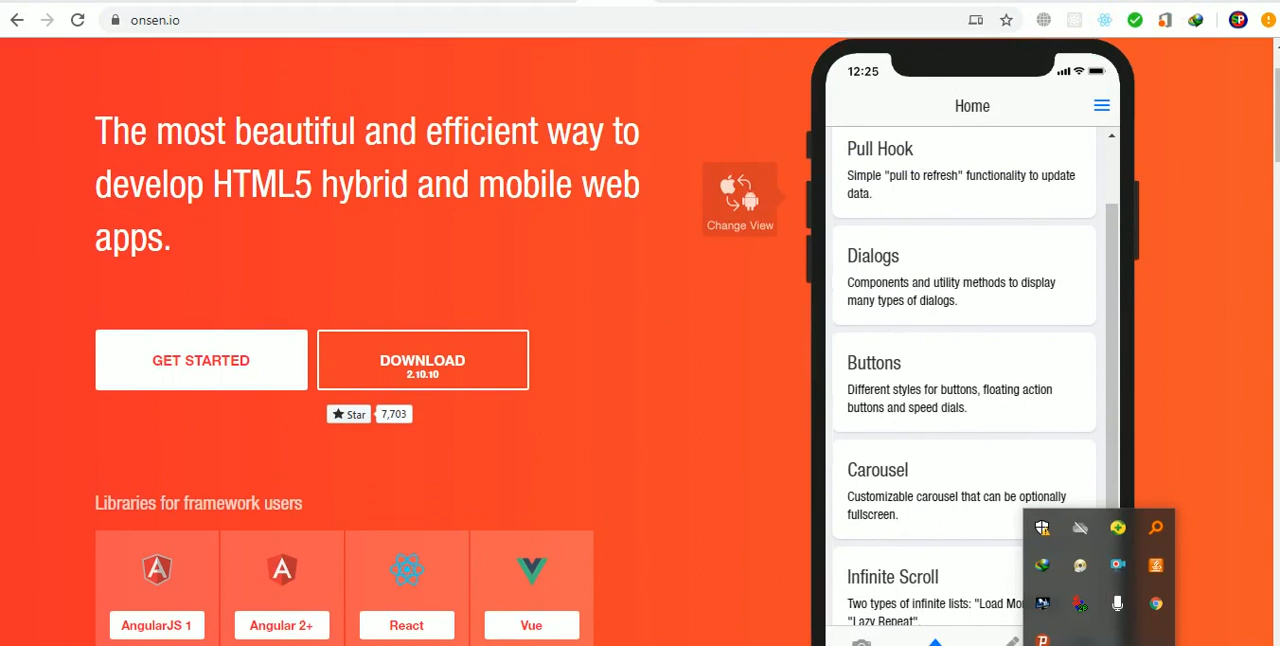 onsen.io
SP
The most beautiful and efficient way to
develop HTML5 hybrid and mobile web
apps.
GET STARTED
DOWNLOAD
2.10.10
Star
7,703
Libraries for framework users
AngularJS 1
Angular 2+
React
Vue
Change View
12:25
Home
Pull Hook
Simple "pull to refresh" functionality to update
data.
Dialogs
Components and utility methods to display
many types of dialogs.
Buttons
Different styles for buttons, floating action
buttons and speed dials.
Carousel
Customizable carousel that can be optionally
fullscreen.
Infinite Scroll
Two types of infinite lists: "Load
"Lazy Repeat".